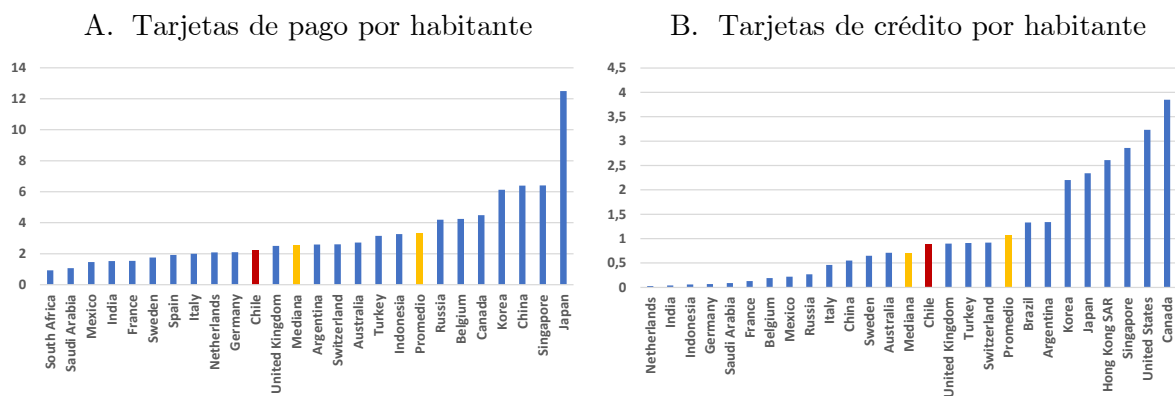 A. Tarjetas de pago por habitante
14
12
10
8
6
4
2
0
South Africa
Saudi Arabia
Mexico
India
France
Sweden
Spain
Italy
Netherlands
Germany
Chile
United Kingdom
Mediana
Argentina
Switzerland
Australia
Turkey
Indonesia
Promedio
Russia
Belgium
Canada
Korea
China
Singapore
Japan
B. Tarjetas de crédito por habitante
4,5
4
3,5
3
2,5
2
1,5
1
0,5
0
Netherlands
India
Indonesia
Germany
Saudi Arabia
France
Belgium
Mexico
Russia
Italy
China
Sweden
Australia
Mediana
Chile
United Kingdom
Turkey
Switzerland
Promedio
Brazil
Argentina
Korea
Japan
Hong Kong SAR
Singapore
United States
Canada